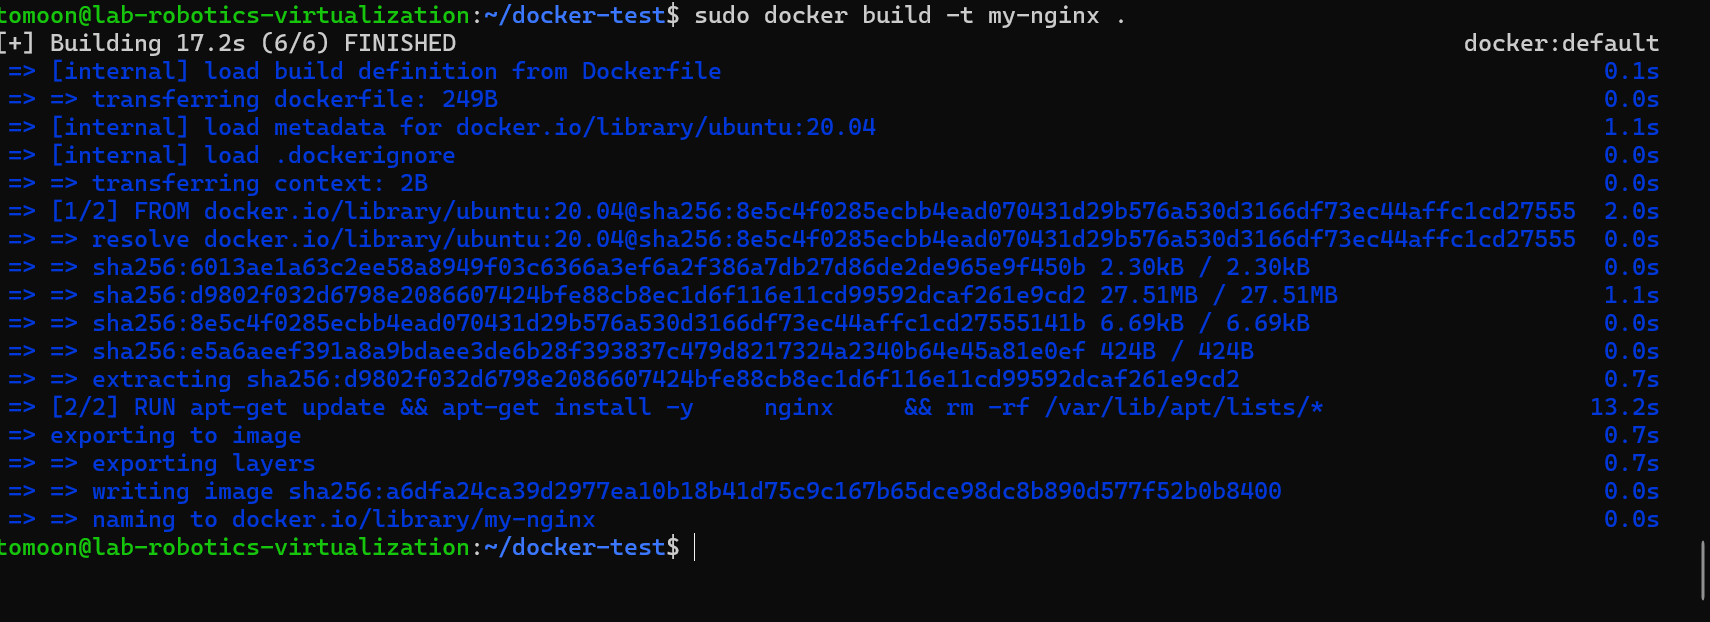 tomoon@lab-robotics-virtualization:~/docker-test$ sudo docker build -t my-nginx .
[+] Building 17.2s (6/6) FINISHED docker:default
=> [internal] load build definition from Dockerfile 0.1s
=> => transferring dockerfile: 249B 0.0s
=> [internal] load metadata for docker.io/library/ubuntu:20.04 1.1s
=> [internal] load .dockerignore 0.0s
=> => transferring context: 2B 0.0s
=> [1/2] FROM docker.io/library/ubuntu:20.04@sha256:8e5c4f0285ecbb4ead070431d29b576a530d3166df73ec44affc1cd27555 2.0s
=> => resolve docker.io/library/ubuntu:20.04@sha256:8e5c4f0285ecbb4ead070431d29b576a530d3166df73ec44affc1cd27555 0.0s
=> => sha256:6013ae1a63c2ee58a8949f03c6366a3ef6a2f386a7db27d86de2de965e9f450b 2.30kB / 2.30kB 0.0s
=> => sha256:d9802f032d6798e2086607424bfe88cb8ec1d6f116e11cd99592dcaf261e9cd2 27.51MB / 27.51MB 1.1s
=> => sha256:8e5c4f0285ecbb4ead070431d29b576a530d3166df73ec44affc1cd27555141b 6.69kB / 6.69kB 0.0s
=> => sha256:e5a6aeef391a8a9bdaee3de6b28f393837c479d8217324a2340b64e45a81e0ef 424B / 424B 0.0s
=> => extracting sha256:d9802f032d6798e2086607424bfe88cb8ec1d6f116e11cd99592dcaf261e9cd2 0.7s
=> [2/2] RUN apt-get update && apt-get install -y     nginx     && rm -rf /var/lib/apt/lists/* 13.2s
=> exporting to image 0.7s
=> => exporting layers 0.7s
=> => writing image sha256:a6dfa24ca39d2977ea10b18b41d75c9c167b65dce98dc8b890d577f52b0b8400 0.0s
=> => naming to docker.io/library/my-nginx 0.0s
tomoon@lab-robotics-virtualization:~/docker-test$